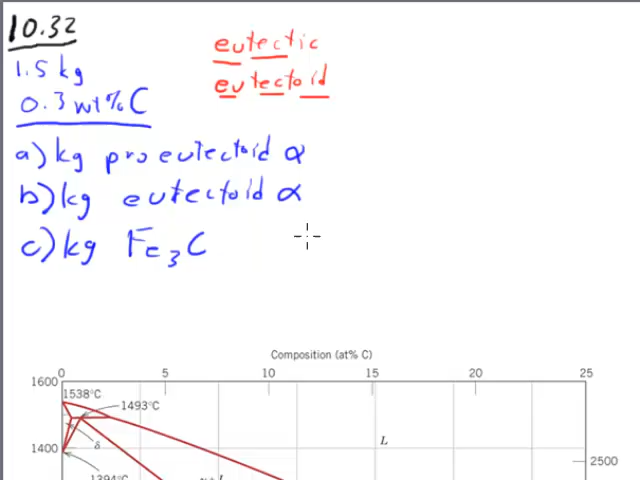 10.32
eutectic
1.5 kg
eutectoid
0.3 wt% C
a) kg proeutectoid α
b) kg eutectoid α
c) kg Fe3C
Composition (at% C)
0 5 10 15 20 25
1600
1538°C
1493°C
L
δ
1400
2500
1394°C
γ + L